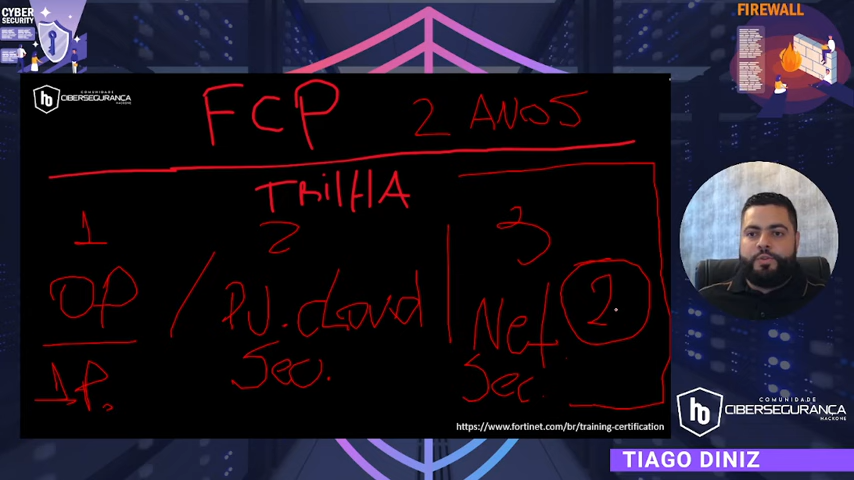 CYBER
SECURITY
FIREWALL
COMUNIDADE
CIBERSEGURANÇA
HACKONE
FCP 2 ANOS
TRILHA
1 2 3
OP / PU. cloud Sec. | Net Sec. 2
1P.
https://www.fortinet.com/br/training-certification
COMUNIDADE
CIBERSEGURANÇA
HACKONE
TIAGO DINIZ